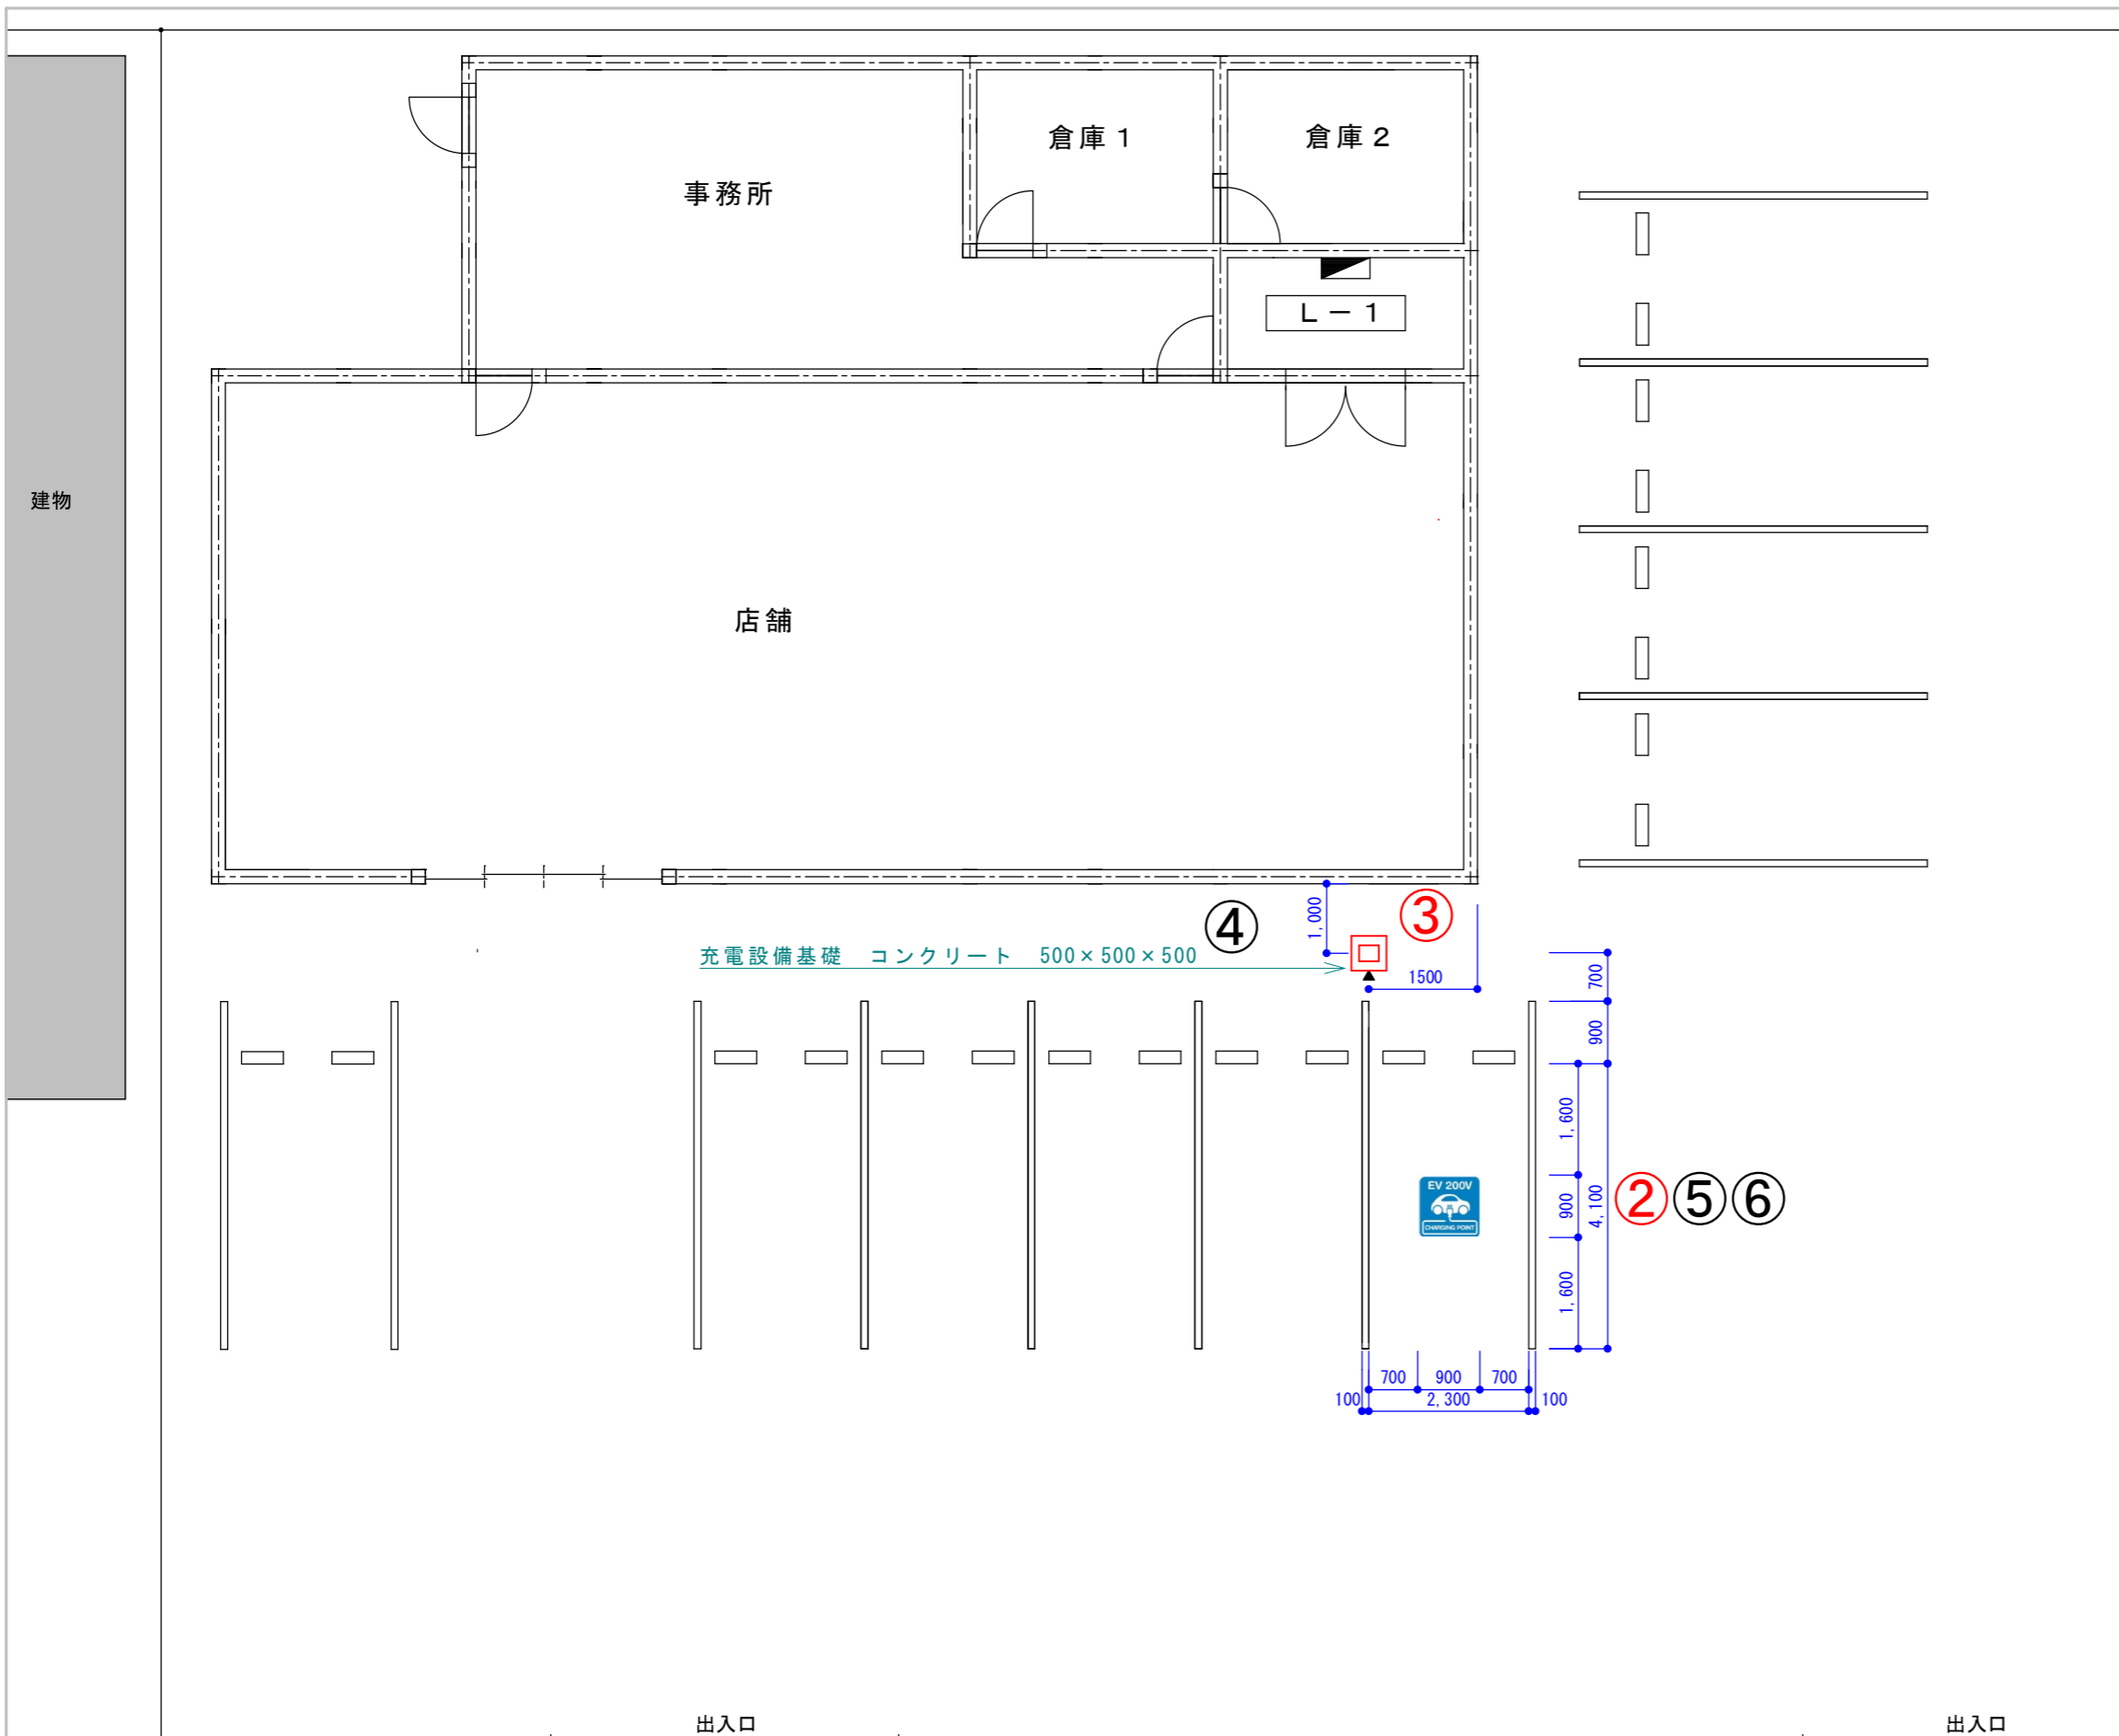 倉庫１
倉庫２
事務所
Ｌ－１
建物
店舗
④
1,000
③
充電設備基礎　コンクリート　500×500×500
1500
700
900
1,600
900
4,100
1,600
②⑤⑥
EV 200V
CHARGING POINT
700
900
700
100
2,300
100
出入口
出入口